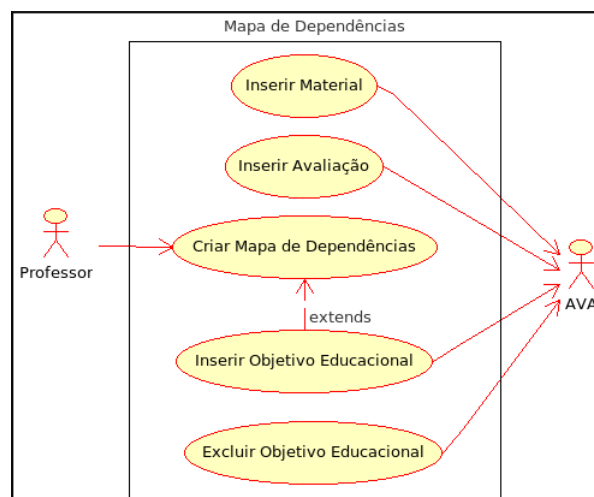 Mapa de Dependências
Inserir Material
Inserir Avaliação
Criar Mapa de Dependências
Professor
AVA
extends
Inserir Objetivo Educacional
Excluir Objetivo Educacional